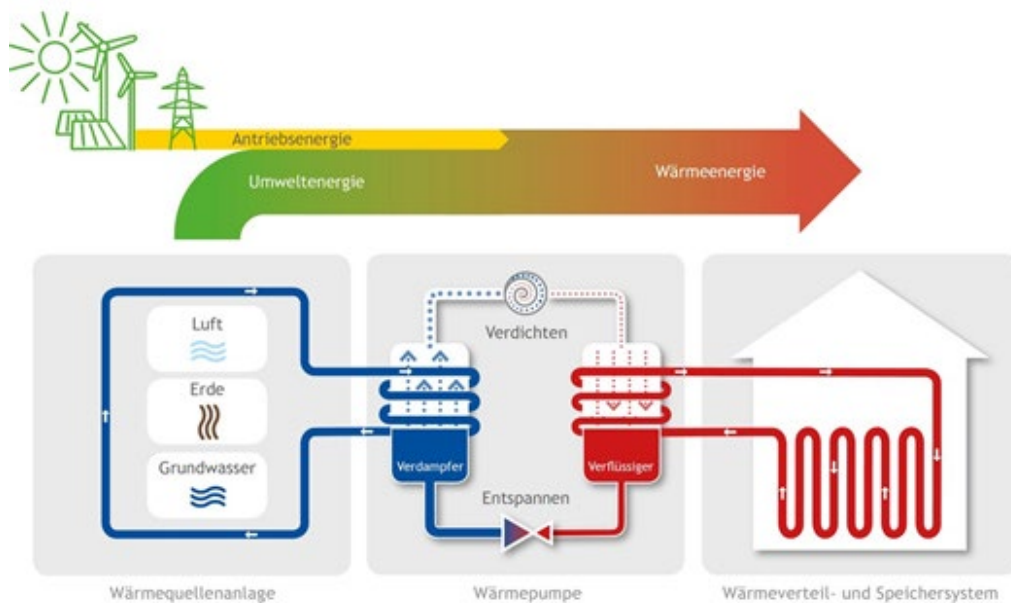 Antriebsenergie
Umweltenergie
Wärmeenergie
Luft
Erde
Grundwasser
Verdichten
Verdampfer
Verflüssiger
Entspannen
Wärmequellenanlage
Wärmepumpe
Wärmeverteil- und Speichersystem